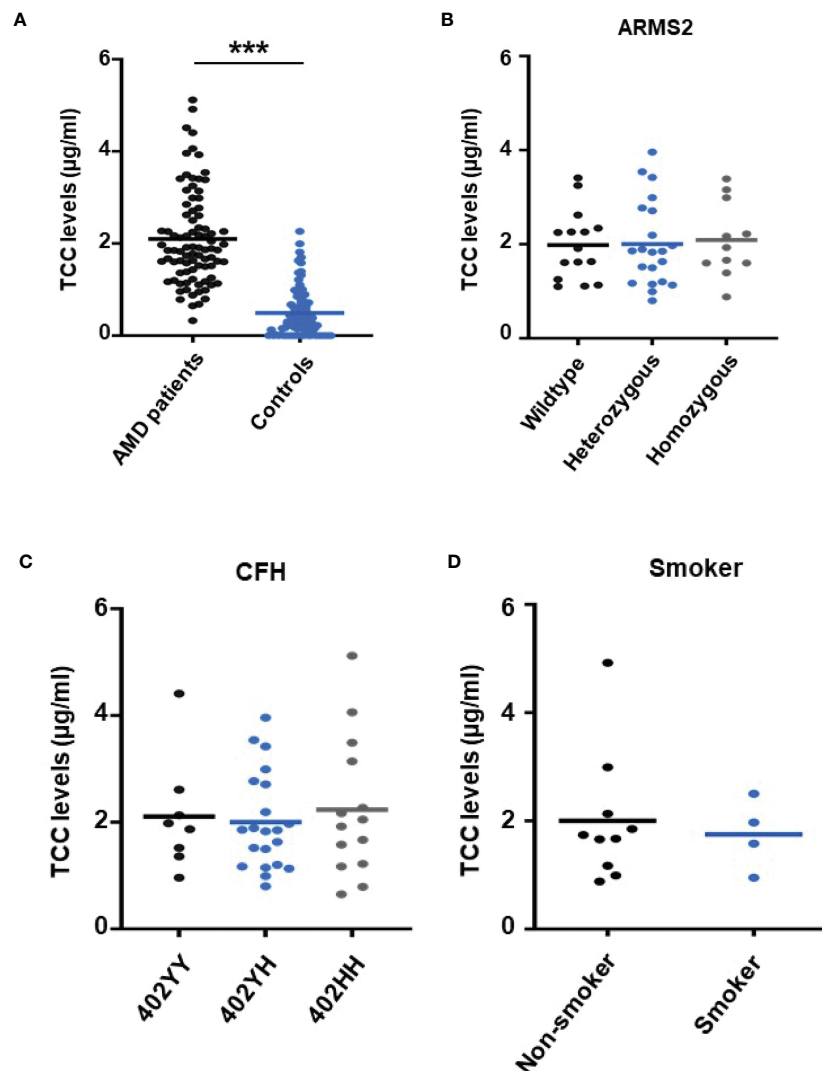 A
***
6
4
2
0
TCC levels (µg/ml)
AMD patients
Controls
B
ARMS2
6
4
2
0
TCC levels (µg/ml)
Wildtype
Heterozygous
Homozygous
C
CFH
6
4
2
0
TCC levels (µg/ml)
402YY
402YH
402HH
D
Smoker
6
4
2
0
TCC levels (µg/ml)
Non-smoker
Smoker